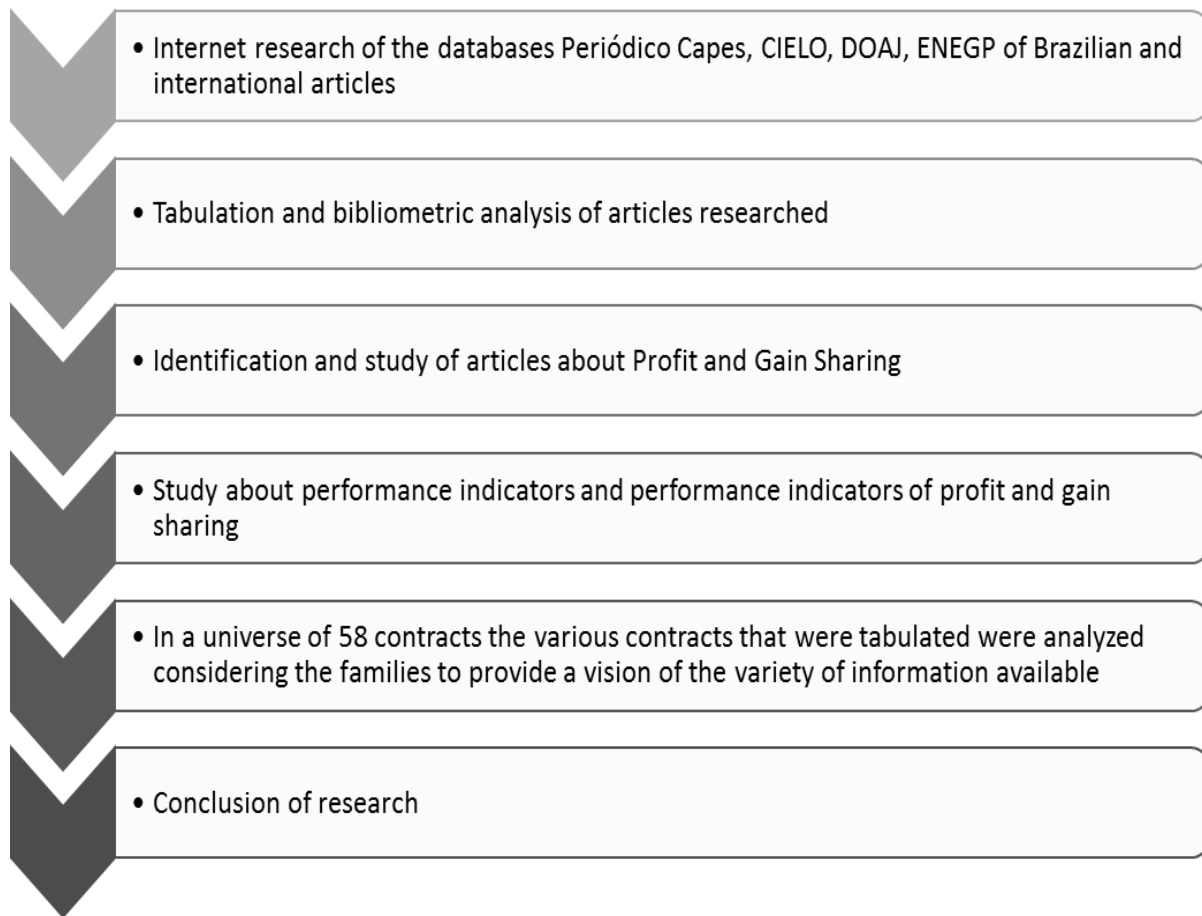 • Internet research of the databases Periódico Capes, CIELO, DOAJ, ENEGP of Brazilian and
international articles
• Tabulation and bibliometric analysis of articles researched
• Identification and study of articles about Profit and Gain Sharing
• Study about performance indicators and performance indicators of profit and gain
sharing
• In a universe of 58 contracts the various contracts that were tabulated were analyzed
considering the families to provide a vision of the variety of information available
• Conclusion of research